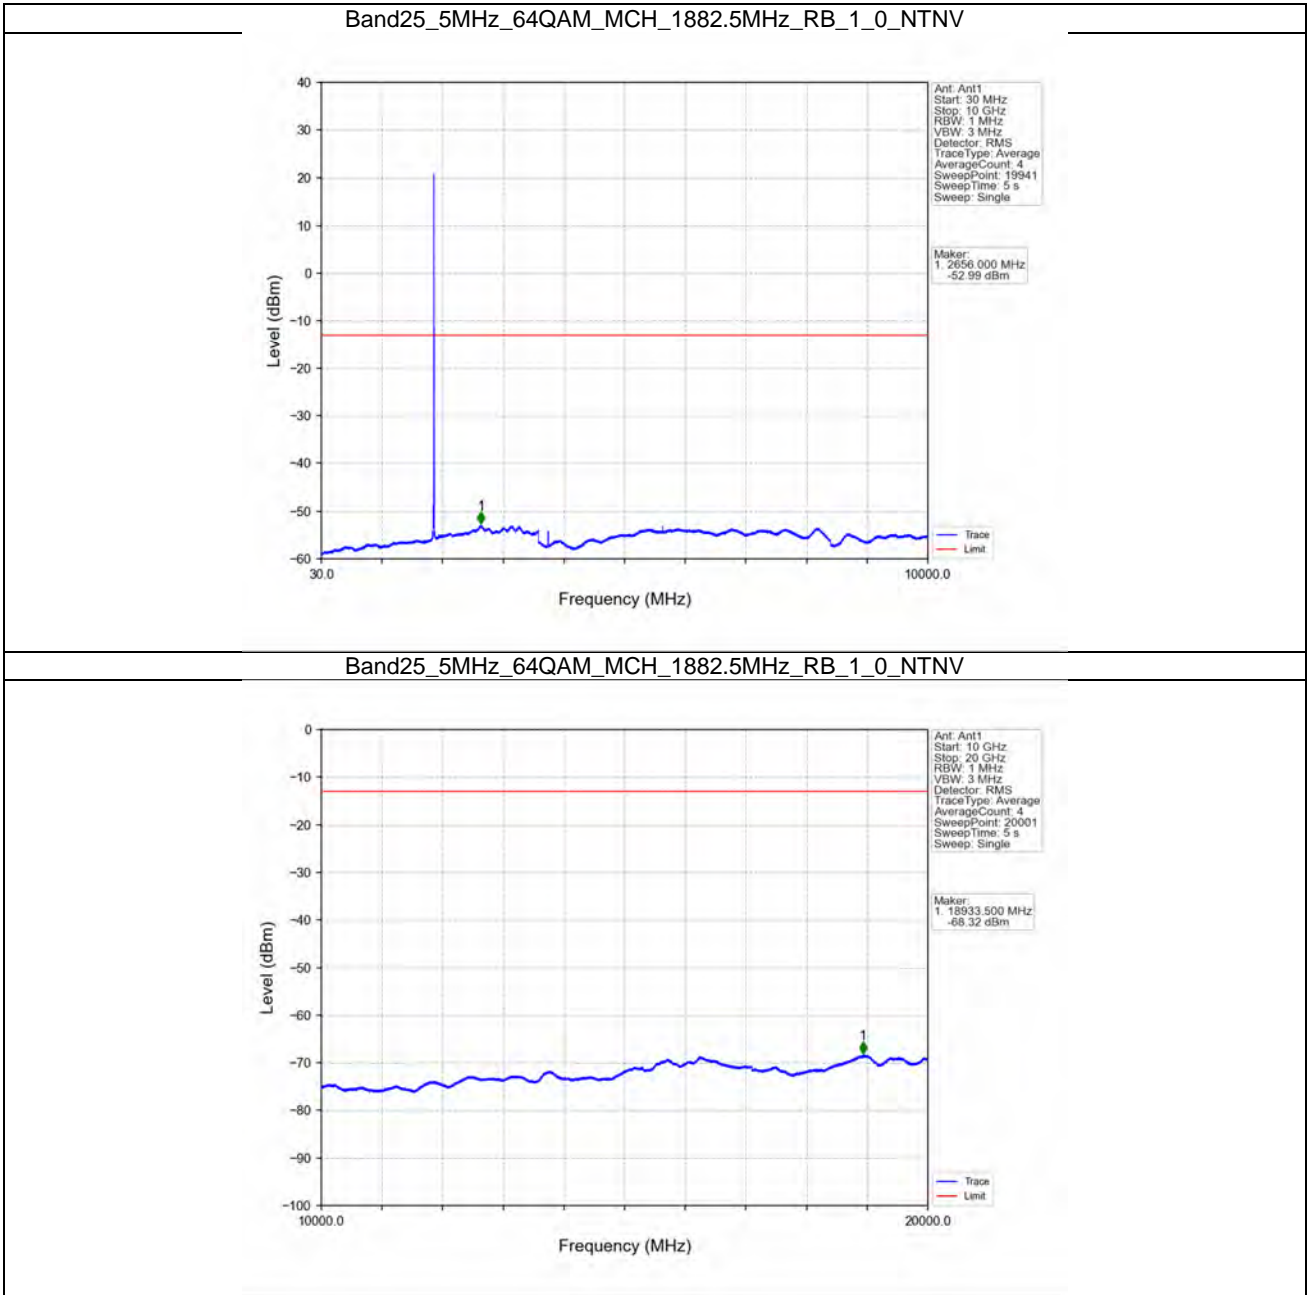 Band25_5MHz_64QAM_MCH_1882.5MHz_RB_1_0_NTNV
40
30
20
10
0
−10
−20
−30
−40
−50
−60
Level (dBm)
30.0
10000.0
Frequency (MHz)
1
Ant: Ant1
Start: 30 MHz
Stop: 10 GHz
RBW: 1 MHz
VBW: 3 MHz
Detector: RMS
TraceType: Average
AverageCount: 4
SweepPoint: 19941
SweepTime: 5 s
Sweep: Single
Maker:
1. 2656.000 MHz
-52.99 dBm
Trace
Limit
Band25_5MHz_64QAM_MCH_1882.5MHz_RB_1_0_NTNV
0
−10
−20
−30
−40
−50
−60
−70
−80
−90
−100
Level (dBm)
10000.0
20000.0
Frequency (MHz)
1
Ant: Ant1
Start: 10 GHz
Stop: 20 GHz
RBW: 1 MHz
VBW: 3 MHz
Detector: RMS
TraceType: Average
AverageCount: 4
SweepPoint: 20001
SweepTime: 5 s
Sweep: Single
Maker:
1. 18933.500 MHz
-68.32 dBm
Trace
Limit